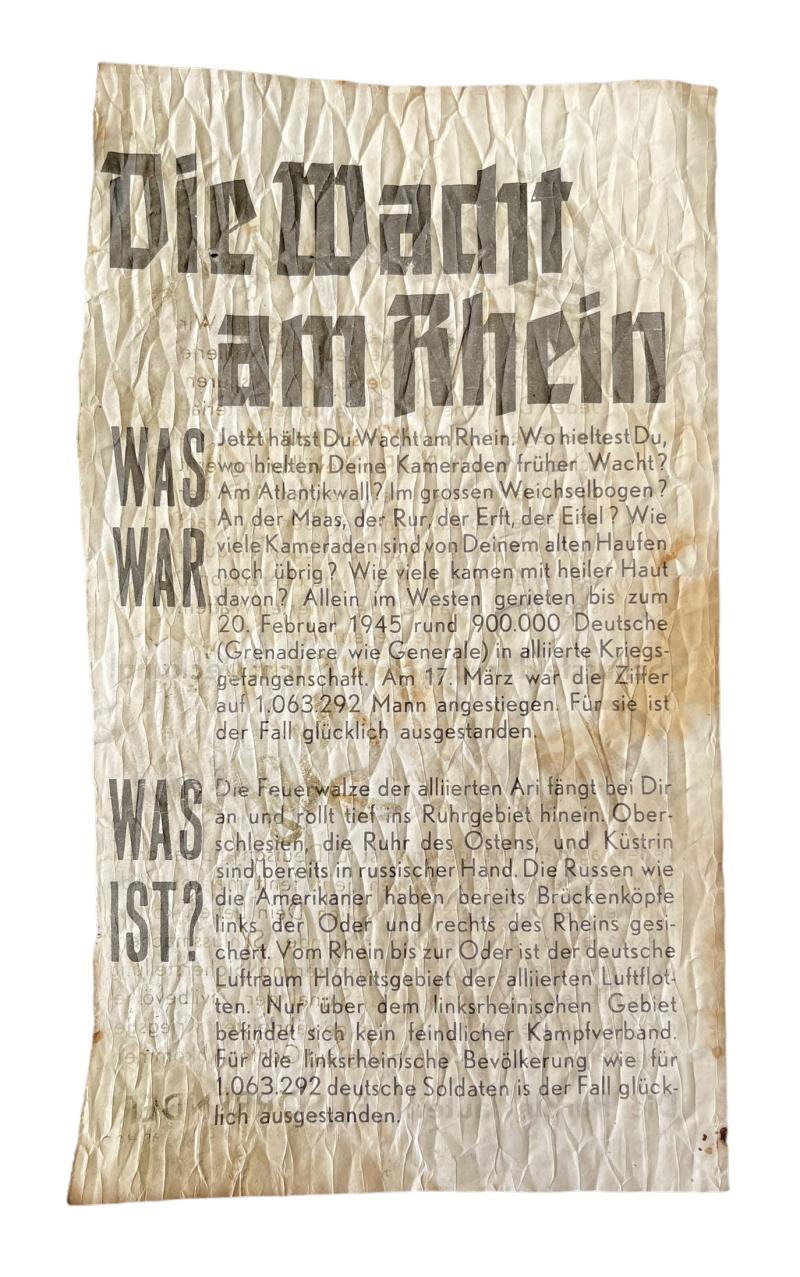 Die Wacht
am Rhein
WAS
WAR
Jetzt hältst Du Wacht am Rhein. Wo hieltest Du,
wo hielten Deine Kameraden früher Wacht?
Am Atlantikwall? Im grossen Weichselbogen?
An der Maas, der Rur, der Erft, der Eifel? Wie
viele Kameraden sind von Deinem alten Haufen
noch übrig? Wie viele kamen mit heiler Haut
davon? Allein im Westen gerieten bis zum
20. Februar 1945 rund 900.000 Deutsche
(Grenadiere wie Generale) in alliierte Kriegs-
gefangenschaft. Am 17. März war die Ziffer
auf 1.063.292 Mann angestiegen. Für sie ist
der Fall glücklich ausgestanden.
WAS
IST?
Die Feuerwalze der alliierten Ari fängt bei Dir
an und rollt tief ins Ruhrgebiet hinein. Ober-
schlesien, die Ruhr des Ostens, und Küstrin
sind bereits in russischer Hand. Die Russen wie
die Amerikaner haben bereits Brückenköpfe
links der Oder und rechts des Rheins gesi-
chert. Vom Rhein bis zur Oder ist der deutsche
Luftraum Hoheitsgebiet der alliierten Luftflot-
ten. Nur über dem linksrheinischen Gebiet
befindet sich kein feindlicher Kampfverband.
Für die linksrheinische Bevölkerung wie für
1.063.292 deutsche Soldaten is der Fall glück-
lich ausgestanden.